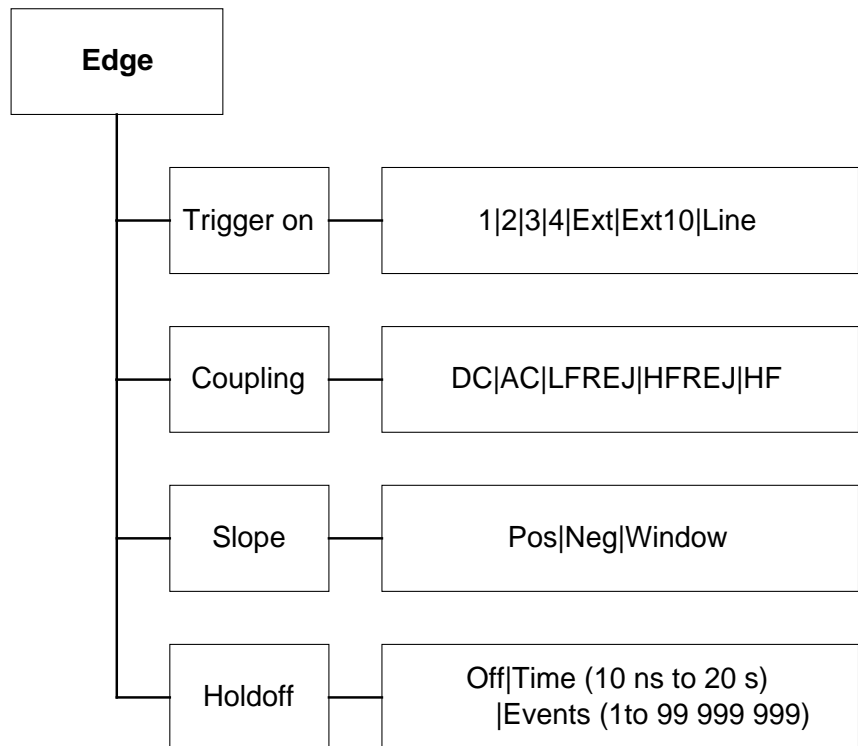 Edge
Trigger on
1|2|3|4|Ext|Ext10|Line
Coupling
DC|AC|LFREJ|HFREJ|HF
Slope
Pos|Neg|Window
Holdoff
Off|Time (10 ns to 20 s)
|Events (1to 99 999 999)